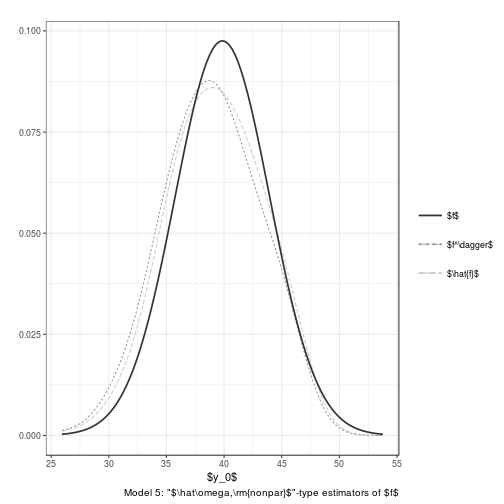 0.100
0.075
0.050
0.025
0.000
25 30 35 40 45 50 55
$y_0$
$f$
$f^\dagger$
$\hat{f}$
Model 5: "$\hat\omega,\rm{nonpar}$"-type estimators of $f$